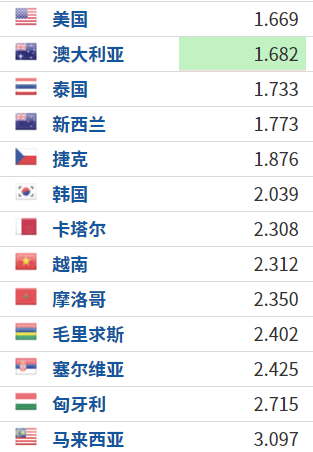 美国 1.669
澳大利亚 1.682
泰国 1.733
新西兰 1.773
捷克 1.876
韩国 2.039
卡塔尔 2.308
越南 2.312
摩洛哥 2.350
毛里求斯 2.402
塞尔维亚 2.425
匈牙利 2.715
马来西亚 3.097